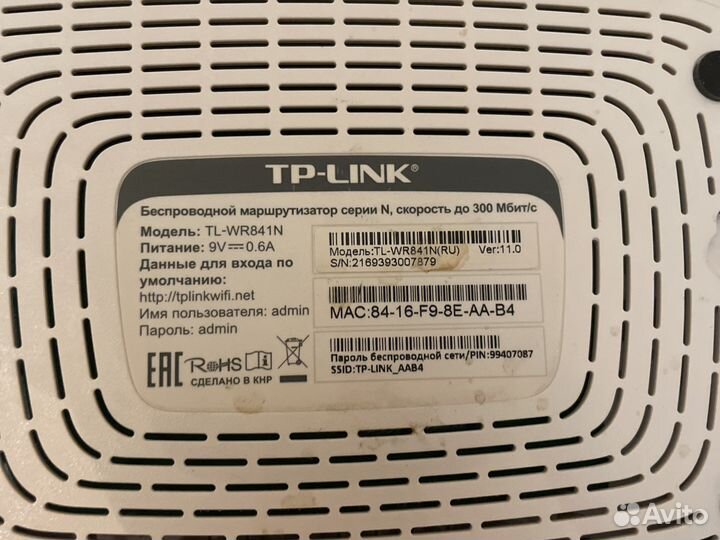 TP-LINK®
Беспроводной маршрутизатор серии N, скорость до 300 Мбит/с
Модель: TL-WR841N
Питание: 9V⎓0.6A
Данные для входа по
умолчанию:
http://tplinkwifi.net
Имя пользователя: admin
Пароль: admin
EAC RoHS
СДЕЛАНО В КНР
Модель:TL-WR841N(RU) Ver:11.0
S/N:2169393007879
MAC:84-16-F9-8E-AA-B4
Пароль беспроводной сети/PIN:99407087
SSID:TP-LINK_AAB4
Avito